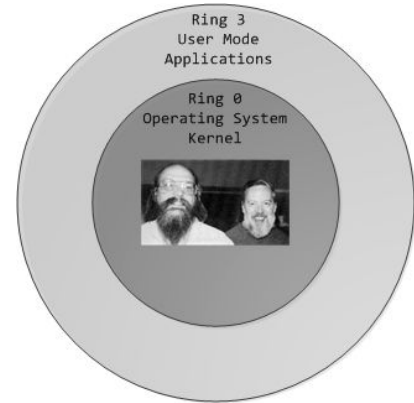 Ring 3
User Mode
Applications
Ring 0
Operating System
Kernel